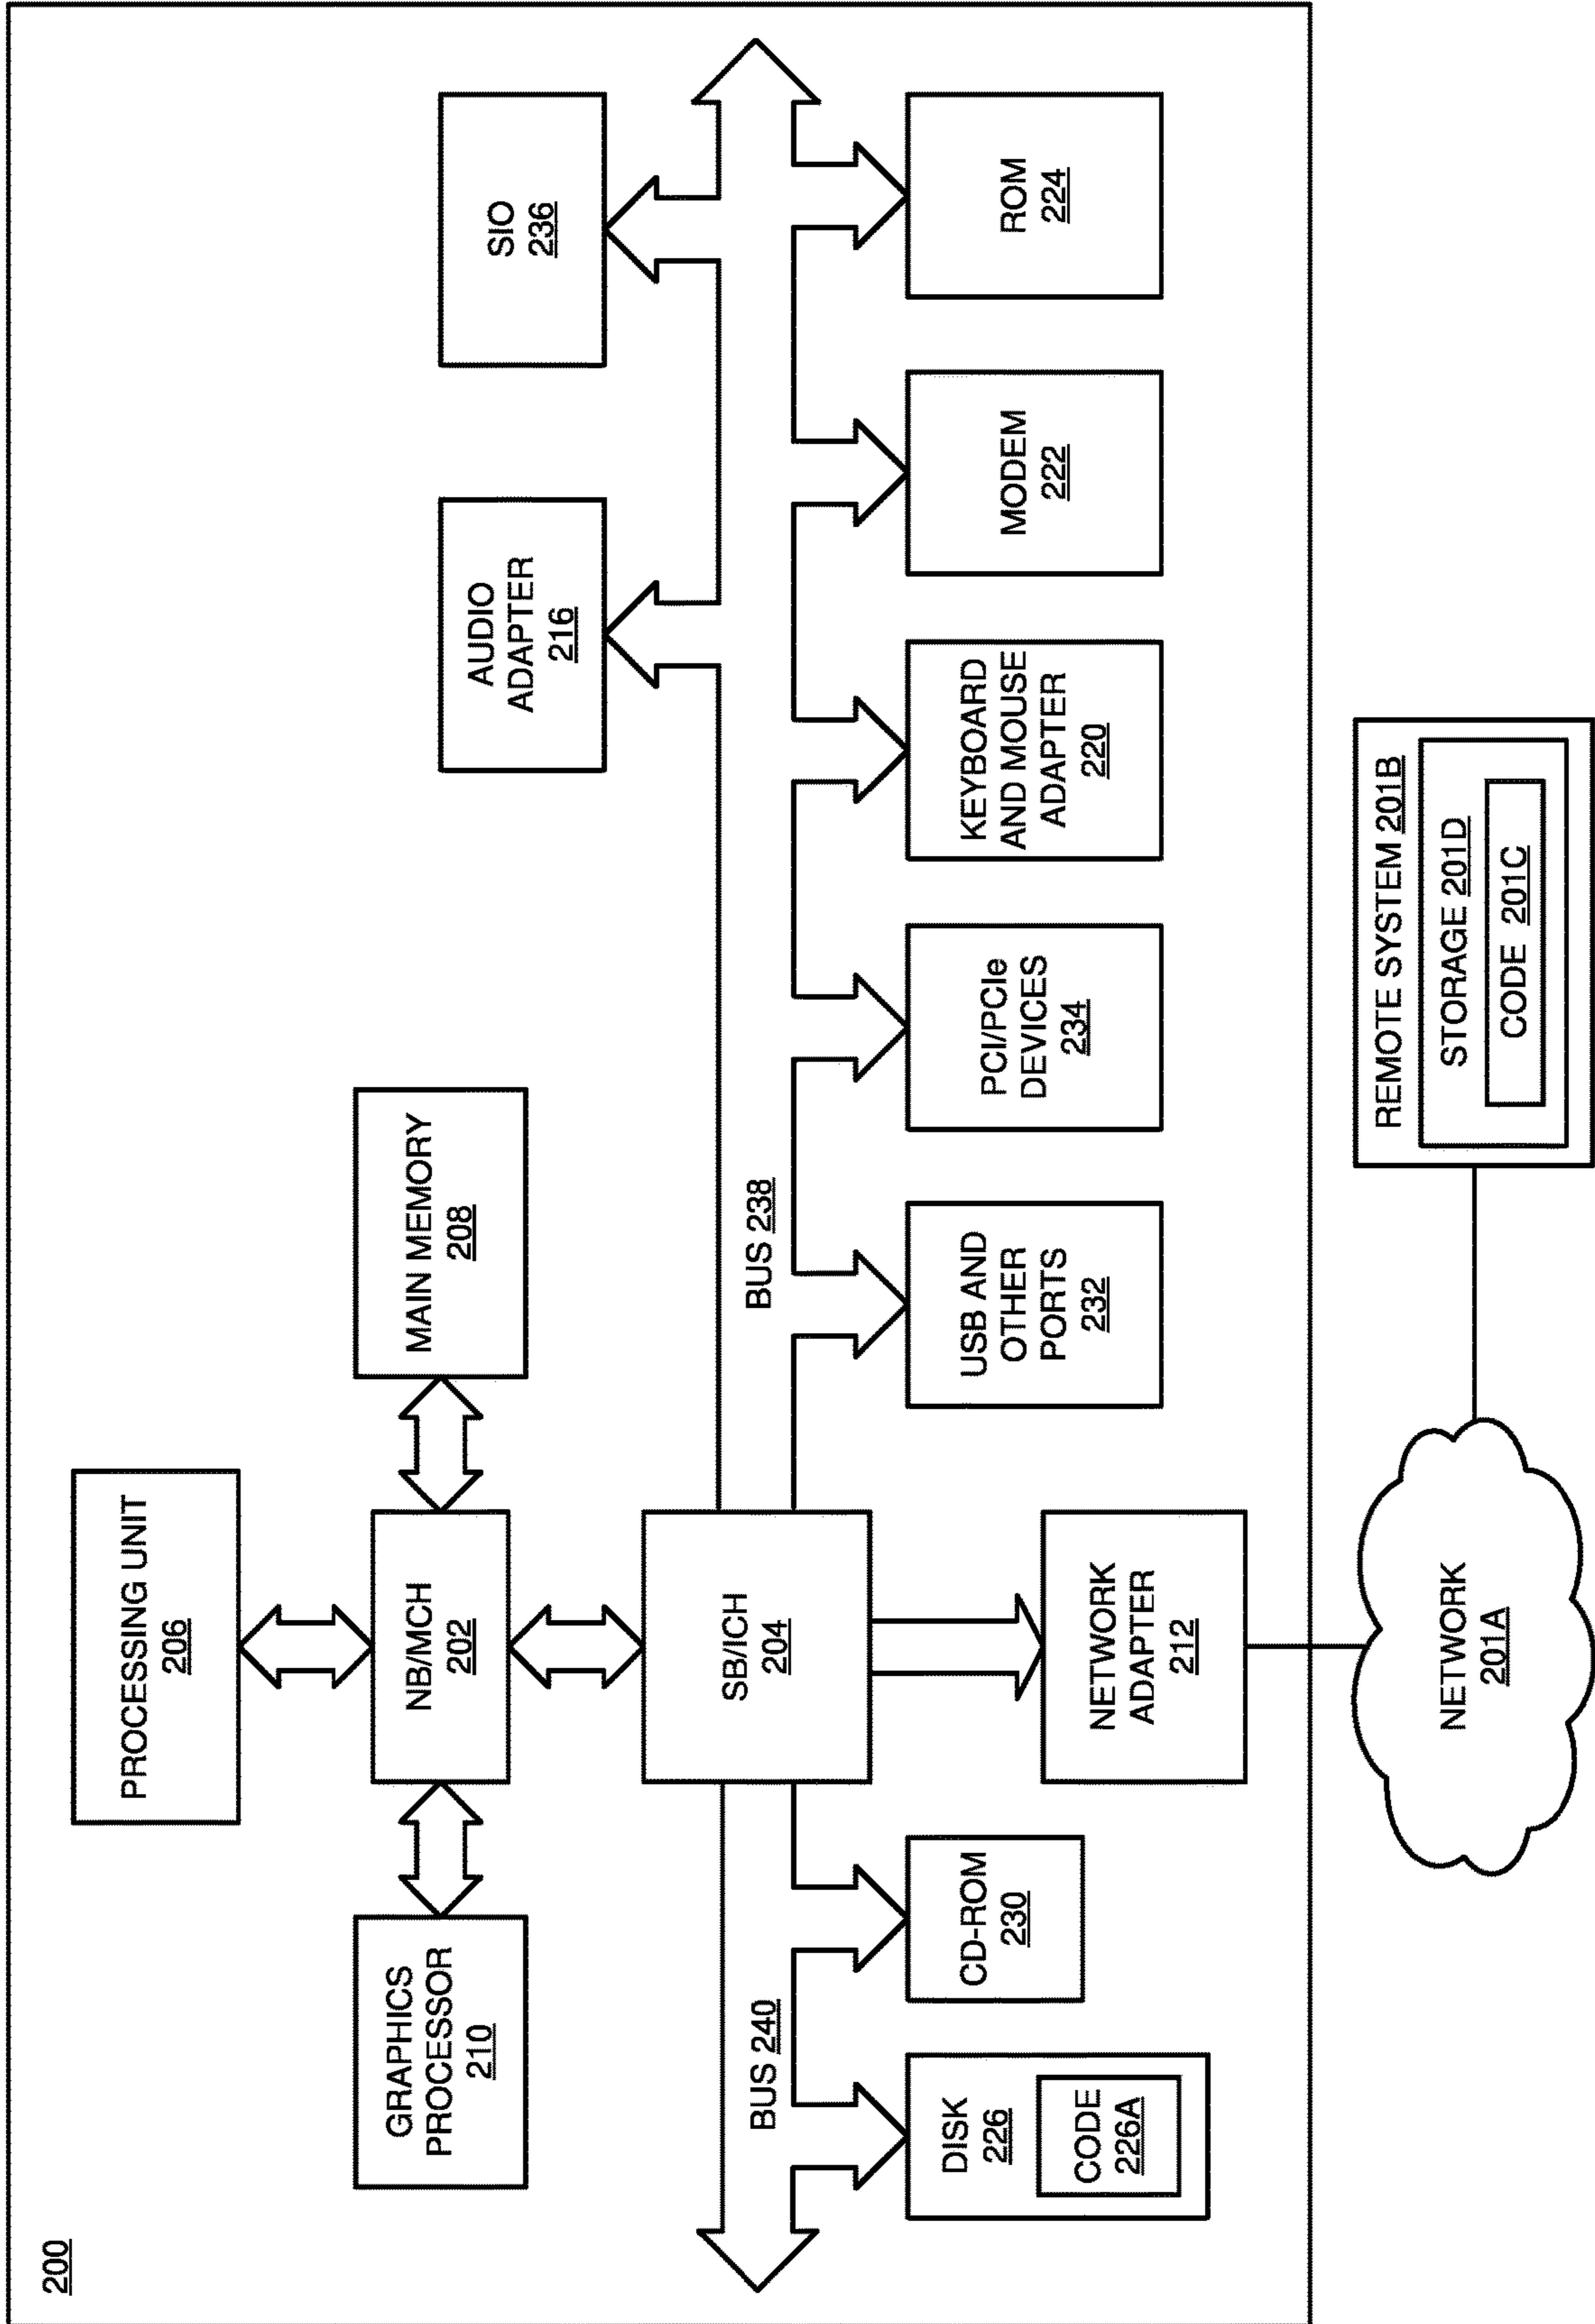 200
PROCESSING UNIT
206
GRAPHICS
PROCESSOR
210
NB/MCH
202
MAIN MEMORY
208
AUDIO
ADAPTER
216
SIO
236
SB/ICH
204
BUS 240
BUS 238
DISK
226
CODE
226A
CD-ROM
230
NETWORK
ADAPTER
212
USB AND
OTHER
PORTS
232
PCI/PCIe
DEVICES
234
KEYBOARD
AND MOUSE
ADAPTER
220
MODEM
222
ROM
224
NETWORK
201A
REMOTE SYSTEM 201B
STORAGE 201D
CODE 201C